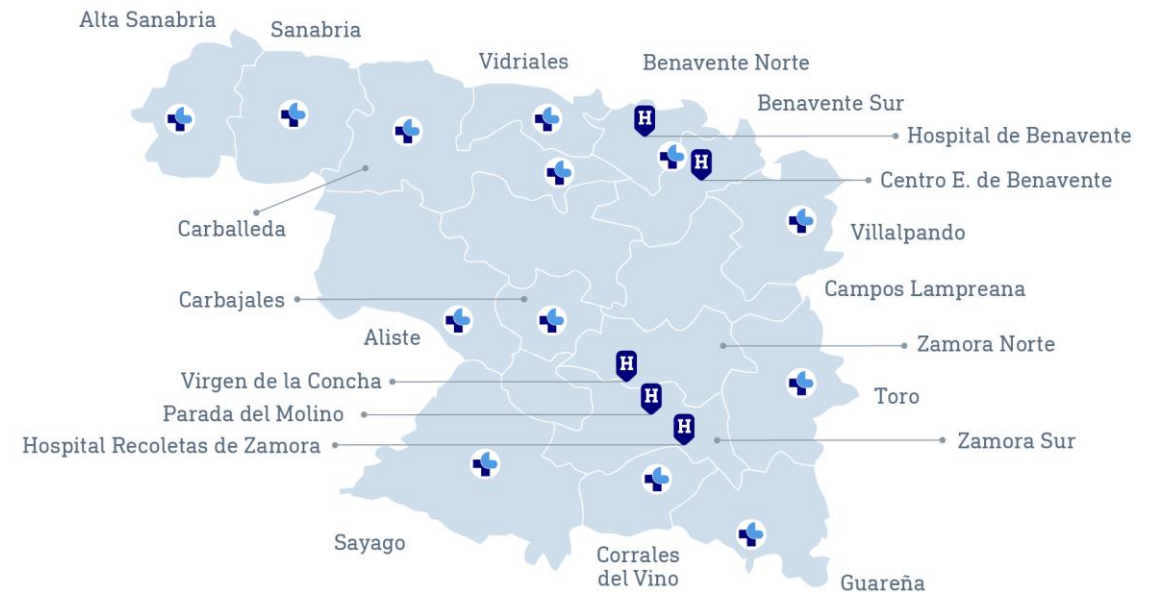 Alta Sanabria
Sanabria
Vidriales
Benavente Norte
Benavente Sur
H
Hospital de Benavente
H
Centro E. de Benavente
Carballeda
Villalpando
Carbajales
Campos Lampreana
Aliste
Zamora Norte
H
Virgen de la Concha
H
Toro
Parada del Molino
H
Hospital Recoletas de Zamora
Zamora Sur
Sayago
Corrales
del Vino
Guareña